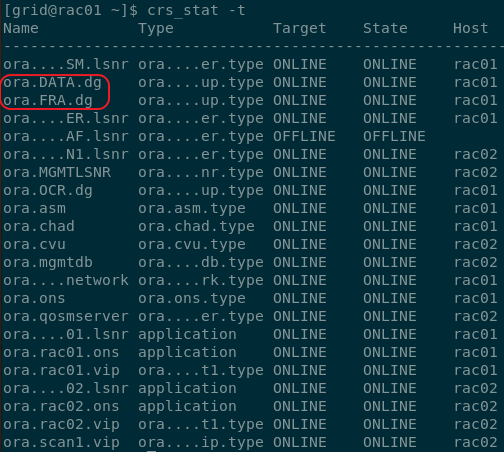 [grid@rac01 ~]$ crs_stat -t
Name           Type           Target    State     Host
------------------------------------------------------------
ora....SM.lsnr ora....er.type ONLINE    ONLINE    rac01
ora.DATA.dg    ora....up.type ONLINE    ONLINE    rac01
ora.FRA.dg     ora....up.type ONLINE    ONLINE    rac01
ora....ER.lsnr ora....er.type ONLINE    ONLINE    rac01
ora....AF.lsnr ora....er.type OFFLINE   OFFLINE
ora....N1.lsnr ora....er.type ONLINE    ONLINE    rac02
ora.MGMTLSNR   ora....nr.type ONLINE    ONLINE    rac02
ora.OCR.dg     ora....up.type ONLINE    ONLINE    rac01
ora.asm        ora.asm.type   ONLINE    ONLINE    rac01
ora.chad       ora.chad.type  ONLINE    ONLINE    rac01
ora.cvu        ora.cvu.type   ONLINE    ONLINE    rac02
ora.mgmtdb     ora....db.type ONLINE    ONLINE    rac02
ora....network ora....rk.type ONLINE    ONLINE    rac01
ora.ons        ora.ons.type   ONLINE    ONLINE    rac01
ora.qosmserver ora....er.type ONLINE    ONLINE    rac02
ora....01.lsnr application    ONLINE    ONLINE    rac01
ora.rac01.ons  application    ONLINE    ONLINE    rac01
ora.rac01.vip  ora....t1.type ONLINE    ONLINE    rac01
ora....02.lsnr application    ONLINE    ONLINE    rac02
ora.rac02.ons  application    ONLINE    ONLINE    rac02
ora.rac02.vip  ora....t1.type ONLINE    ONLINE    rac02
ora.scan1.vip  ora....ip.type ONLINE    ONLINE    rac02